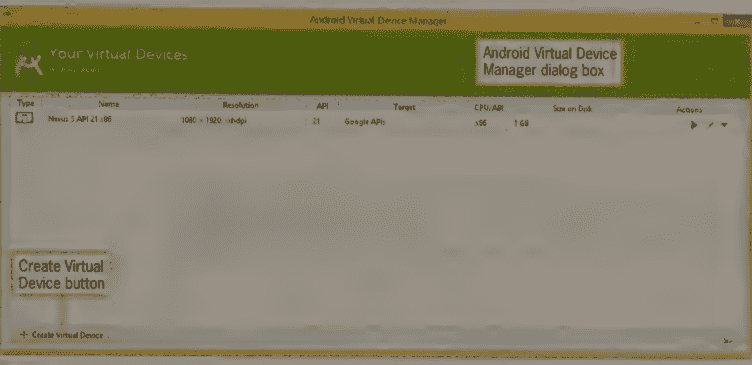 Android Virtual Device Manager
Your Virtual Devices
Android Virtual Device
Manager dialog box
Type Name Resolution API Target CPU/ABI Size on Disk Actions
Nexus 5 API 21 x86 1080 × 1920: xxhdpi 21 Google APIs x86 1 GB
Create Virtual
Device button
+ Create Virtual Device